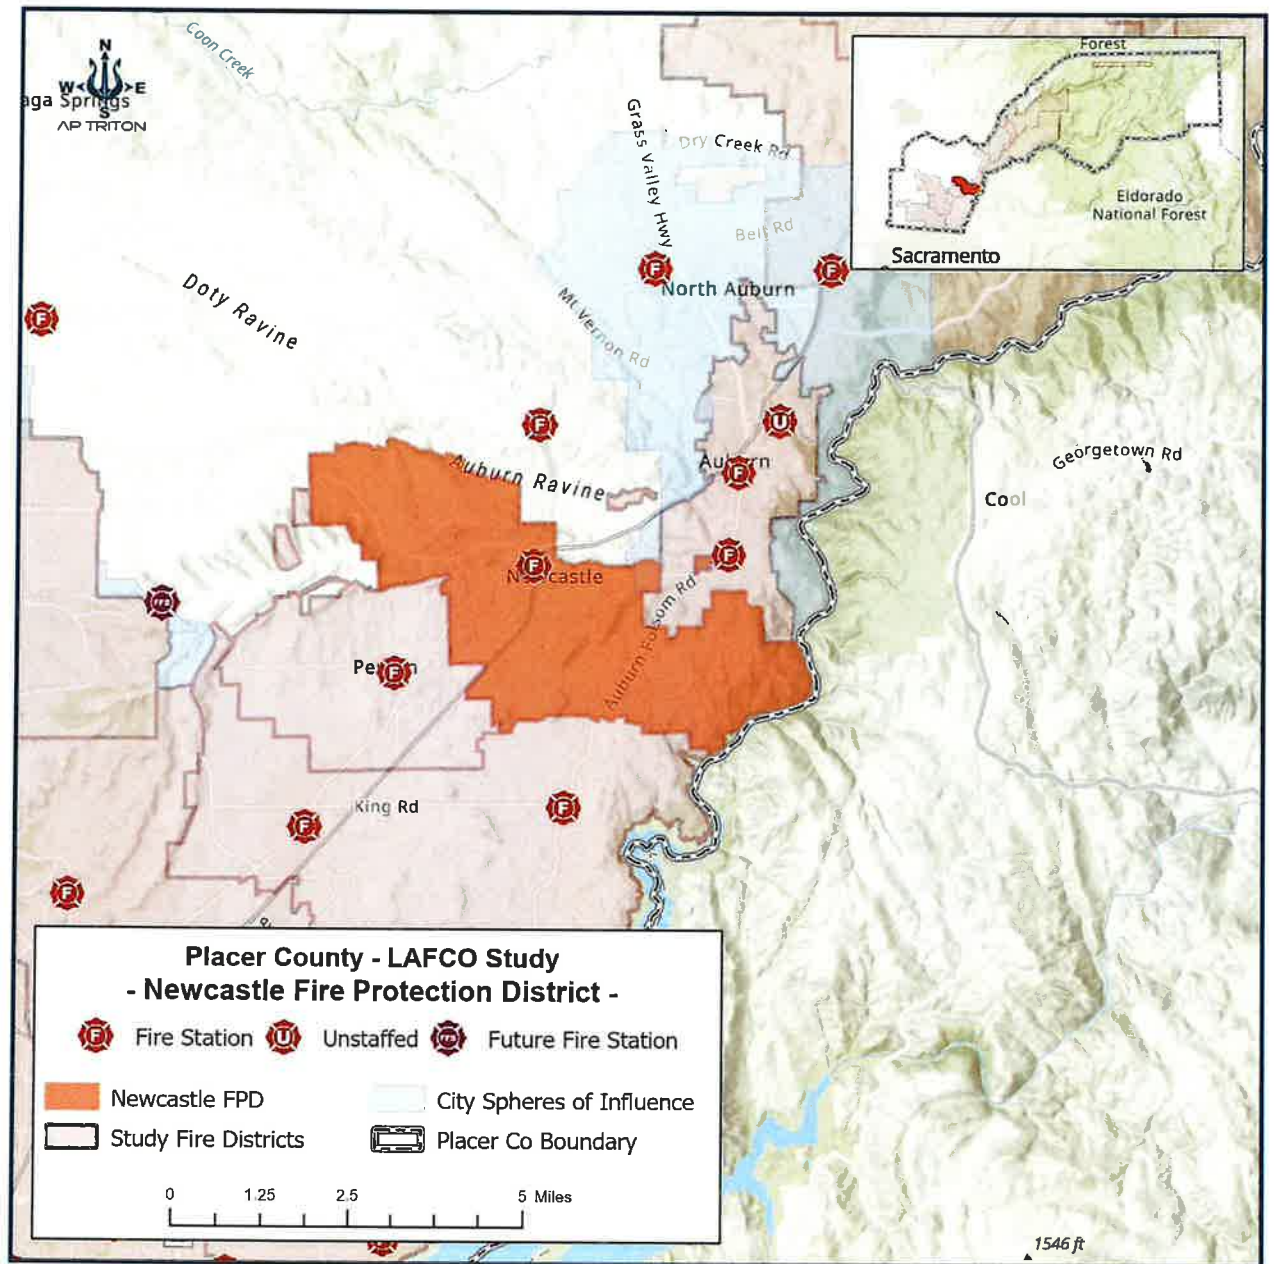 Coon Creek
N
W E
S
AP TRITON
aga Springs
Grass Valley Hwy
Dry Creek Rd
Bell Rd
Forest
Eldorado
National Forest
Sacramento
F
F
North Auburn
Doty Ravine
F
Mt Vernon Rd
F
U
Auburn
F
Auburn Ravine
Georgetown Rd
Cool
F
F
Newcastle
Auburn Folsom Rd
F
King Rd
F
F
F
Placer County - LAFCO Study
- Newcastle Fire Protection District -
F Fire Station U Unstaffed Future Fire Station
Newcastle FPD
City Spheres of Influence
Study Fire Districts
Placer Co Boundary
0 1.25 2.5 5 Miles
1546 ft